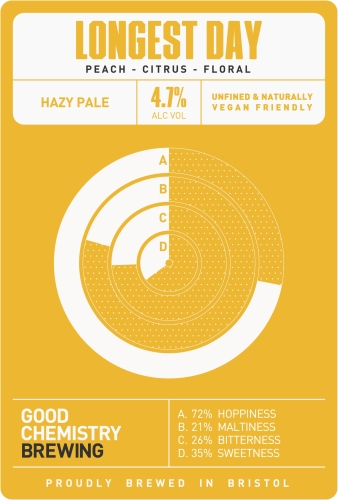 LONGEST DAY
PEACH - CITRUS - FLORAL
HAZY PALE
4.7%
ALC VOL
UNFINED & NATURALLY
VEGAN FRIENDLY
A
B
C
D
GOOD
CHEMISTRY
BREWING
A. 72% HOPPINESS
B. 21% MALTINESS
C. 26% BITTERNESS
D. 35% SWEETNESS
PROUDLY BREWED IN BRISTOL